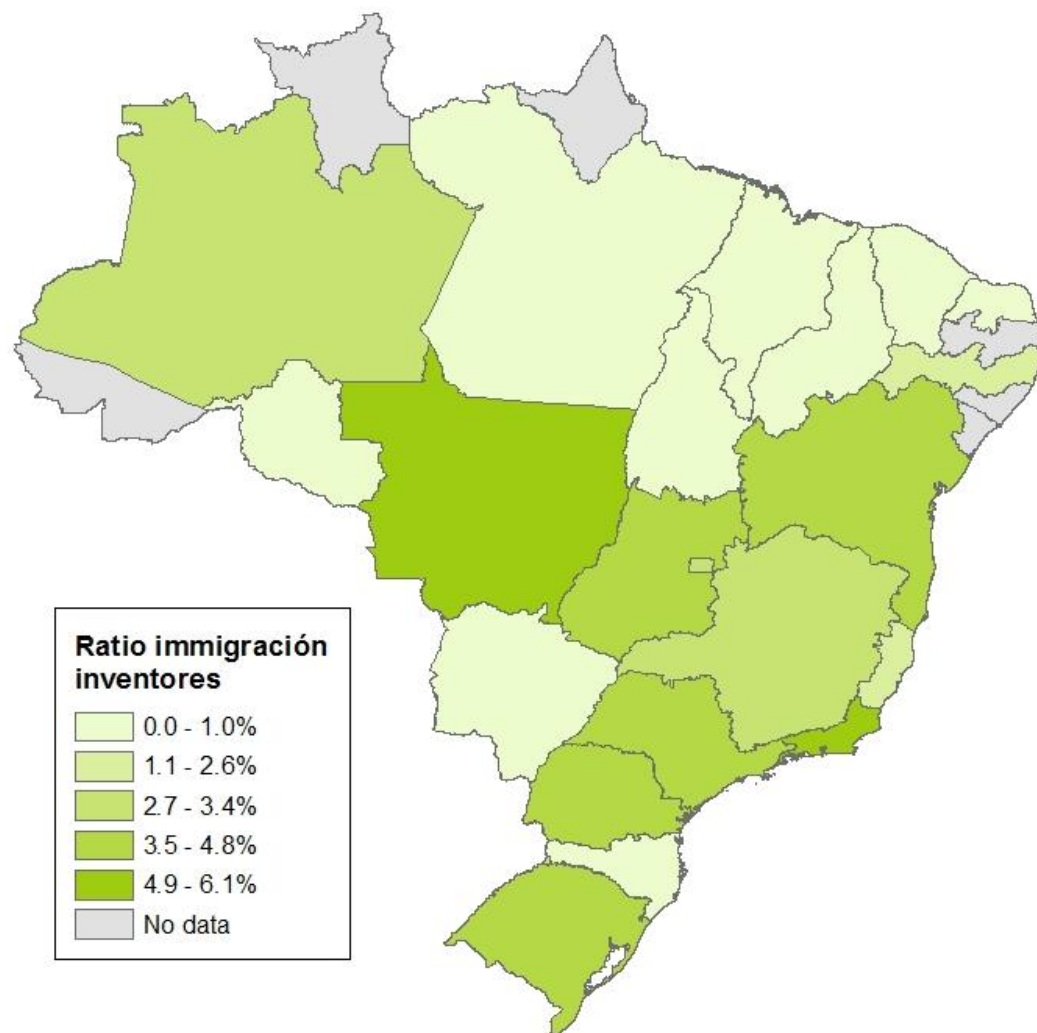 Ratio immigración
inventores
0.0 - 1.0%
1.1 - 2.6%
2.7 - 3.4%
3.5 - 4.8%
4.9 - 6.1%
No data